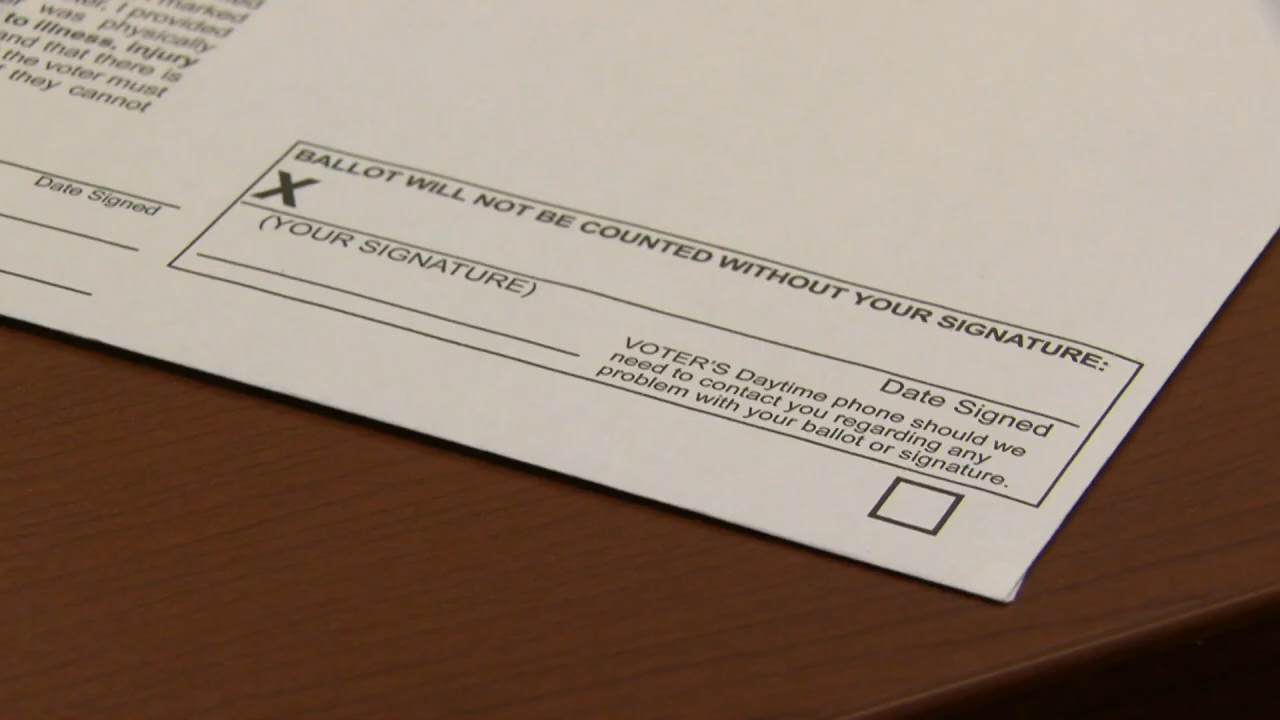 marked
I provided
was physically
to illness, injury
and that there is
the voter must
they cannot
Date Signed
BALLOT WILL NOT BE COUNTED WITHOUT YOUR SIGNATURE:
X
(YOUR SIGNATURE)
Date Signed
VOTER'S Daytime phone should we
need to contact you regarding any
problem with your ballot or signature.